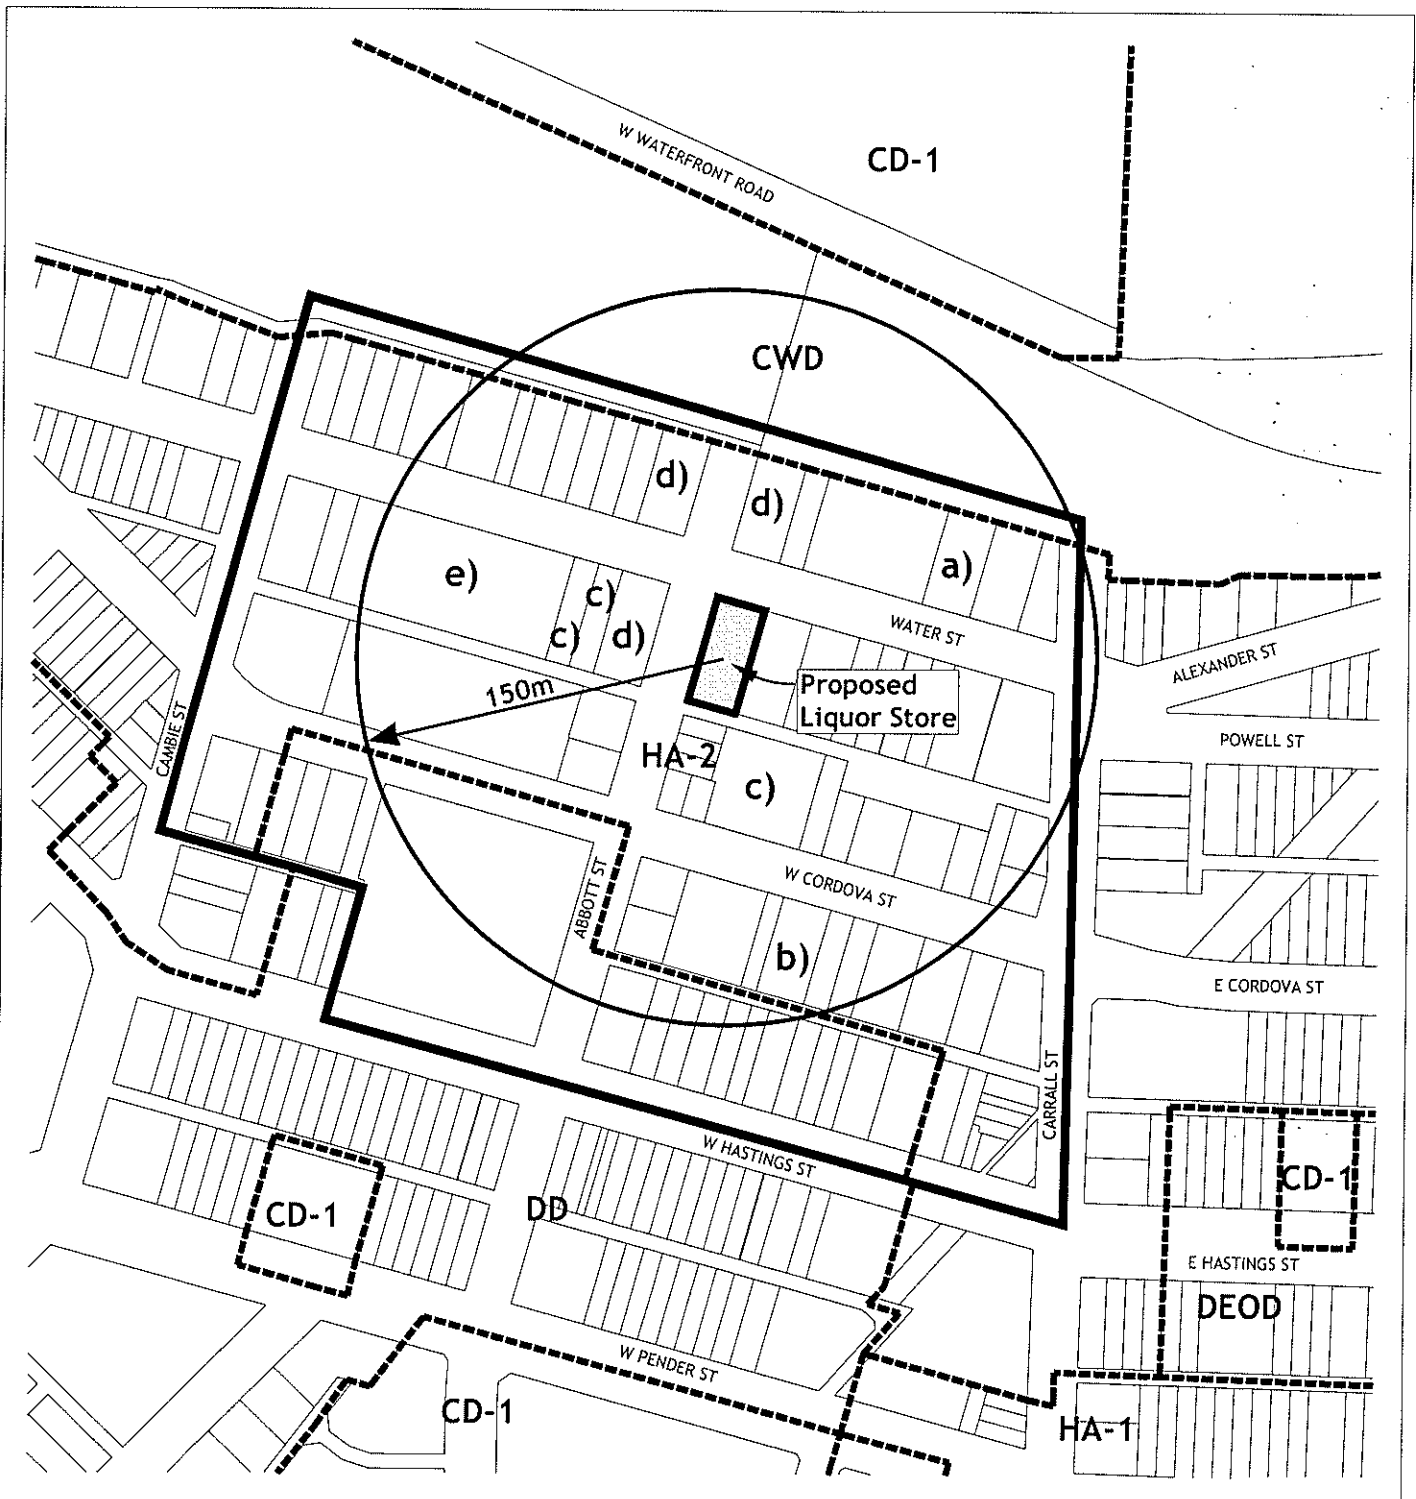 W WATERFRONT ROAD
CD-1
CWD
d)
d)
a)
e)
c)
c)
d)
WATER ST
ALEXANDER ST
150m
Proposed
Liquor Store
CAMBIE ST
HA-2
POWELL ST
c)
W CORDOVA ST
ABBOTT ST
b)
E CORDOVA ST
CARRALL ST
W HASTINGS ST
CD-1
CD-1
DD
E HASTINGS ST
DEOD
W PENDER ST
CD-1
HA-1